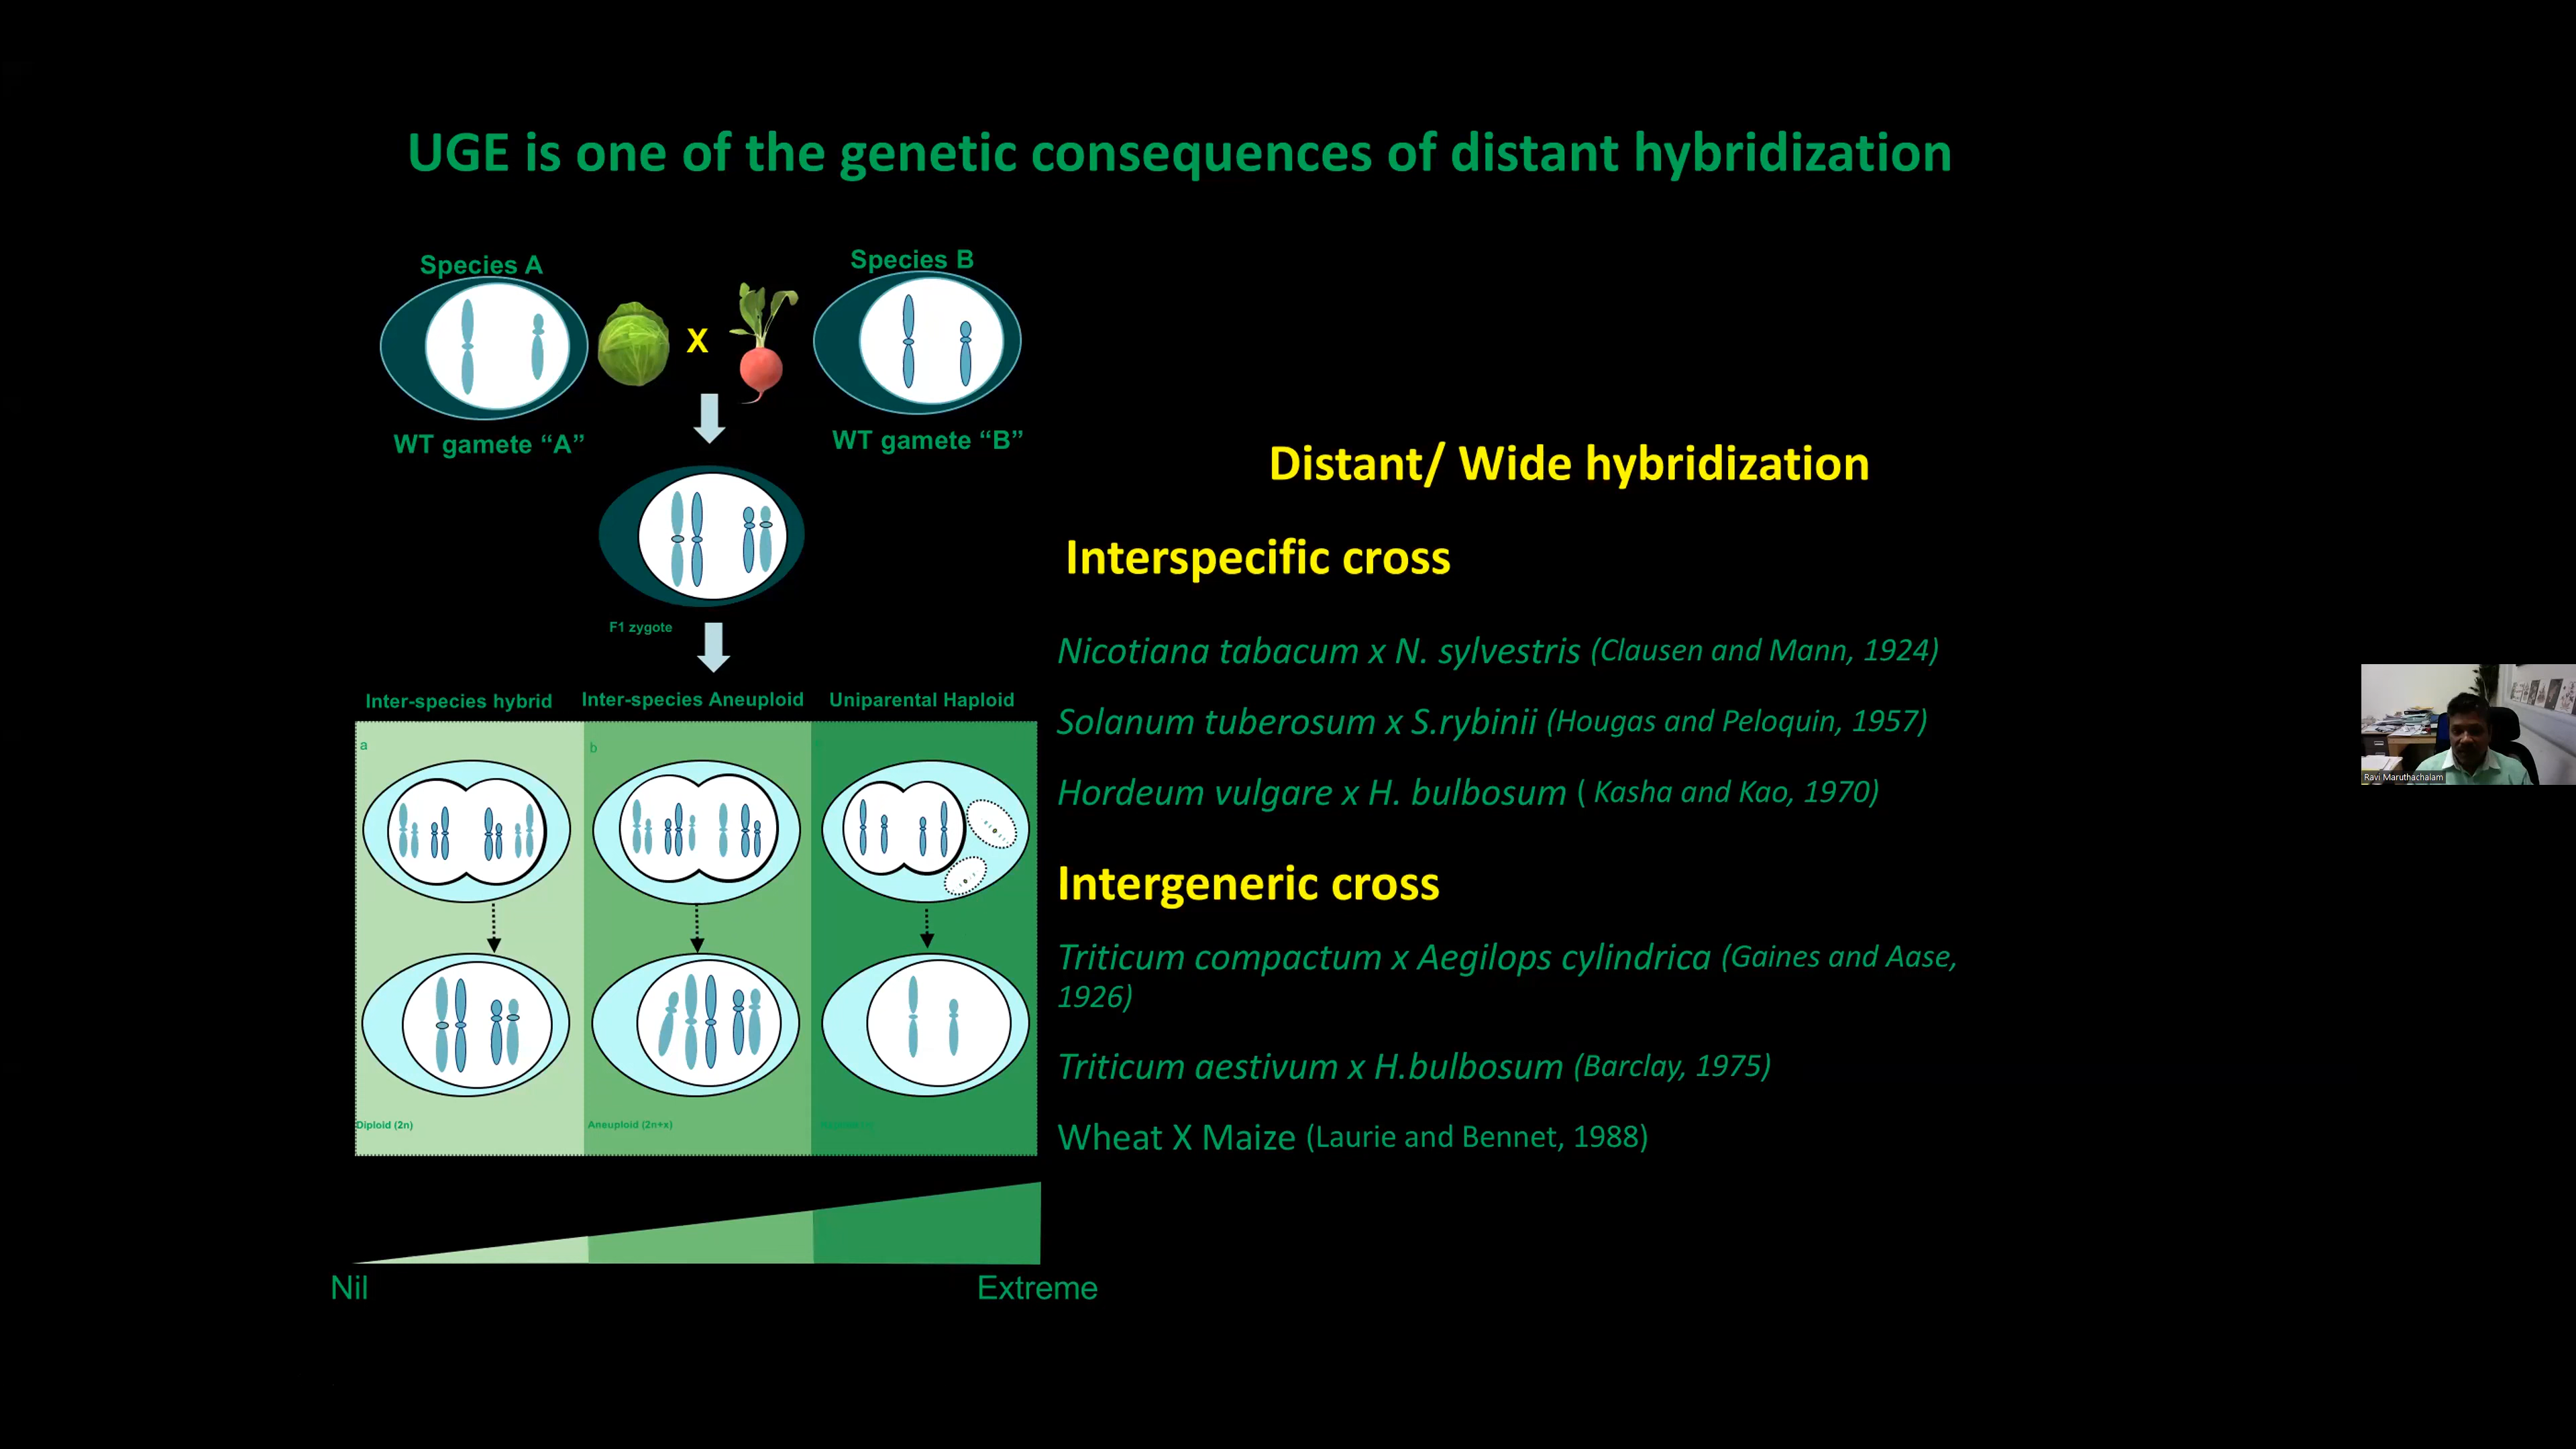 UGE is one of the genetic consequences of distant hybridization
Species A
Species B
X
WT gamete “A”
WT gamete “B”
F1 zygote
Inter-species hybrid
Inter-species Aneuploid
Uniparental Haploid
a
b
Diploid (2n)
Aneuploid (2n+x)
Nil
Extreme
Distant/ Wide hybridization
Interspecific cross
Nicotiana tabacum x N. sylvestris (Clausen and Mann, 1924)
Solanum tuberosum x S.rybinii (Hougas and Peloquin, 1957)
Hordeum vulgare x H. bulbosum ( Kasha and Kao, 1970)
Intergeneric cross
Triticum compactum x Aegilops cylindrica (Gaines and Aase,
1926)
Triticum aestivum x H.bulbosum (Barclay, 1975)
Wheat X Maize (Laurie and Bennet, 1988)
Ravi Maruthachalam